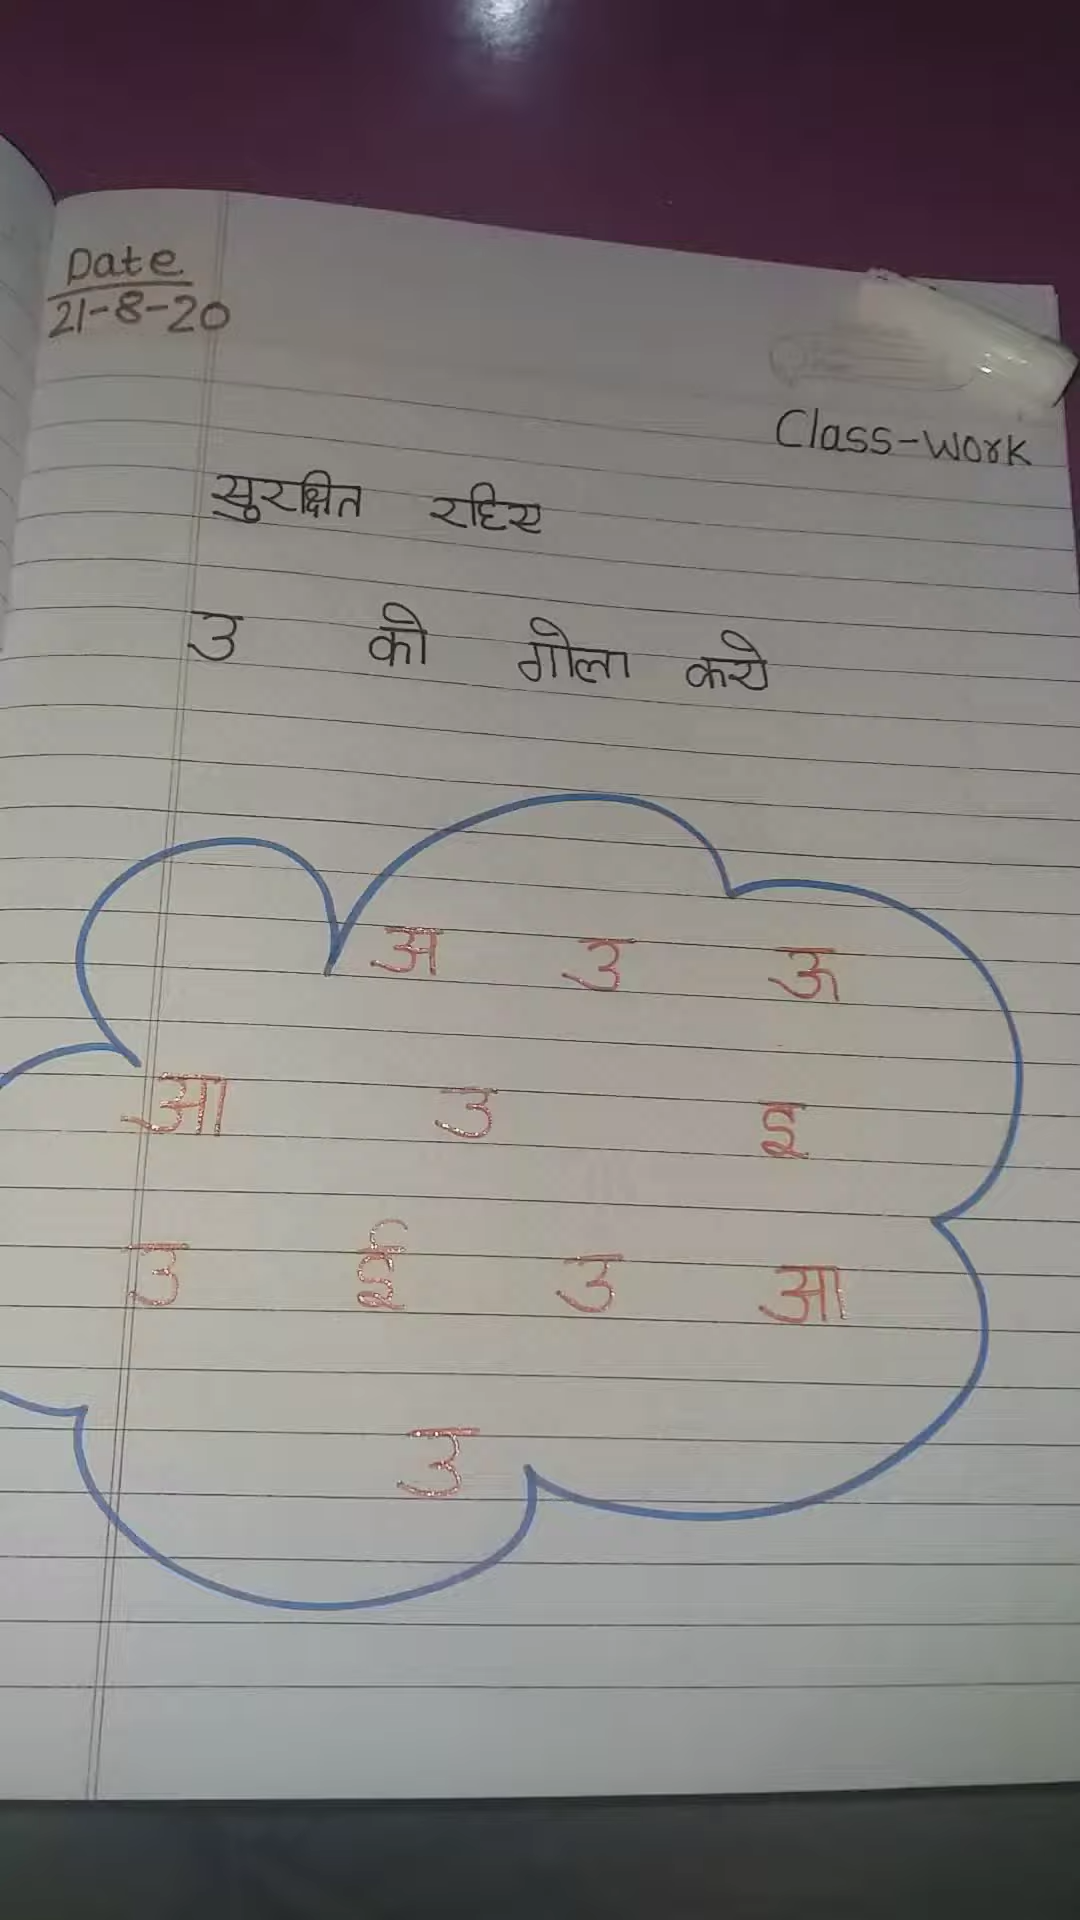 Date
21-8-20
Class-work
सुरक्षित रहिए
उ को गोला करो
अ उ ऊ
आ उ इ
उ ई उ आ
उ